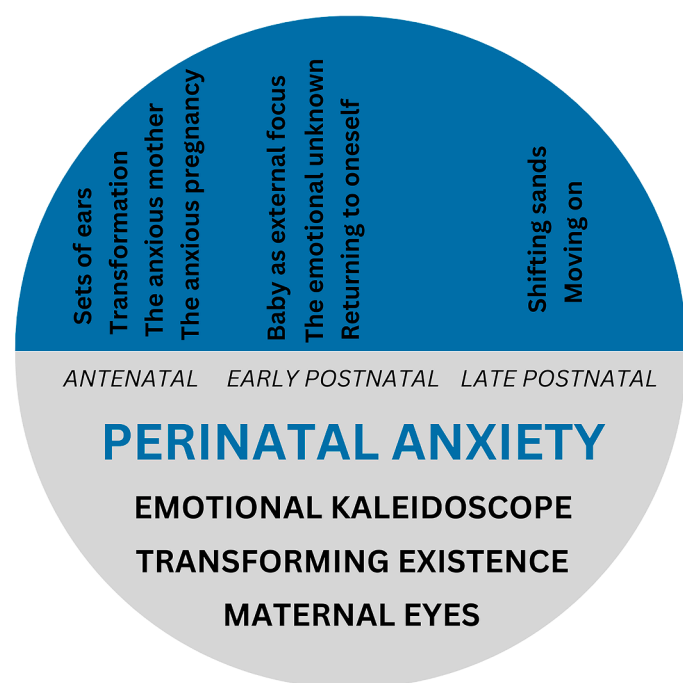 Sets of ears
Transformation
The anxious mother
The anxious pregnancy
Baby as external focus
The emotional unknown
Returning to oneself
Shifting sands
Moving on
ANTENATAL
EARLY POSTNATAL
LATE POSTNATAL
PERINATAL ANXIETY
EMOTIONAL KALEIDOSCOPE
TRANSFORMING EXISTENCE
MATERNAL EYES